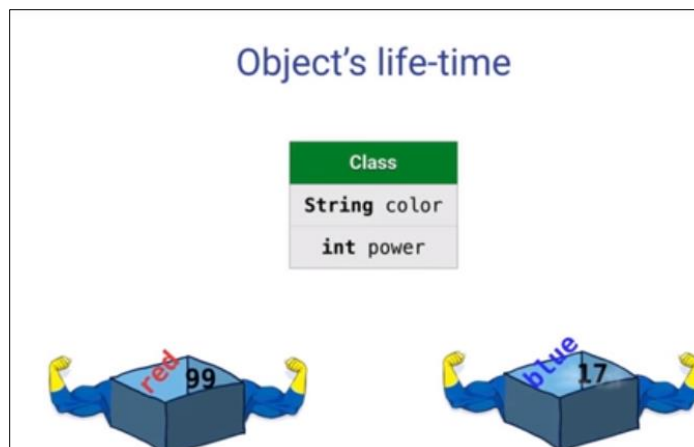 Object's life-time
Class
String color
int power
red
99
blue
17